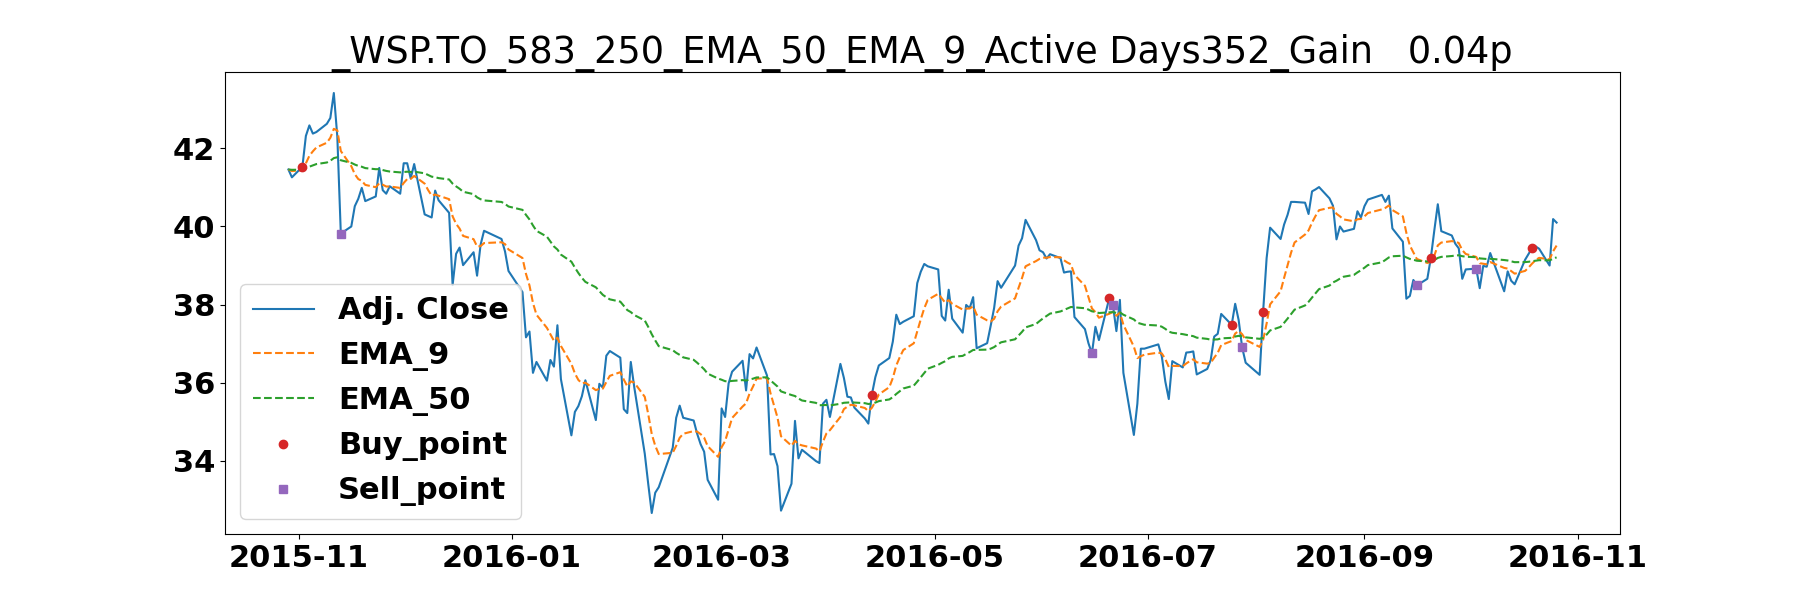 _WSP.TO_583_250_EMA_50_EMA_9_Active Days352_Gain   0.04p
42
40
38
36
34
Adj. Close
EMA_9
EMA_50
Buy_point
Sell_point
2015-11 2016-01 2016-03 2016-05 2016-07 2016-09 2016-11